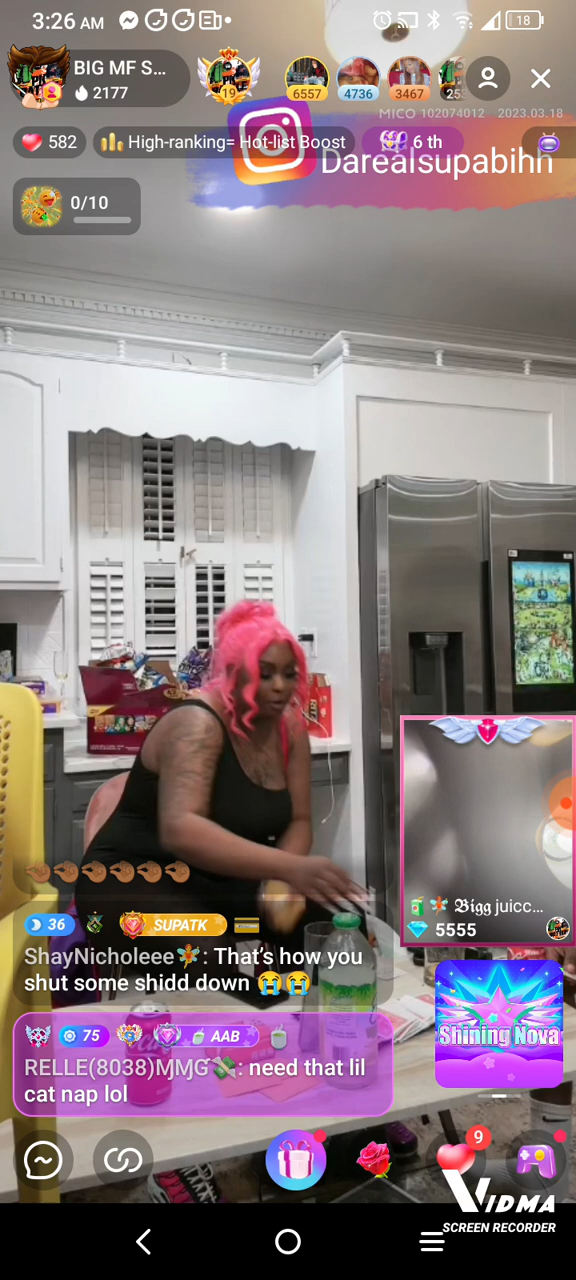 3:26 AM
18
BIG MF S...
2177
19
6557
4736
3467
253
MICO 102074012 2023.03.18
582
High-ranking= Hot-list Boost
6 th
Darealsupabihh
0/10
RITZ
𝕭𝖎𝖌𝖌 juicc...
5555
36
SUPATK
ShayNicholeee🧚: That's how you
shut some shidd down 😭😭
Shining Nova
75
AAB
RELLE(8038)MMG💸: need that lil
cat nap lol
9
VIDMA
SCREEN RECORDER